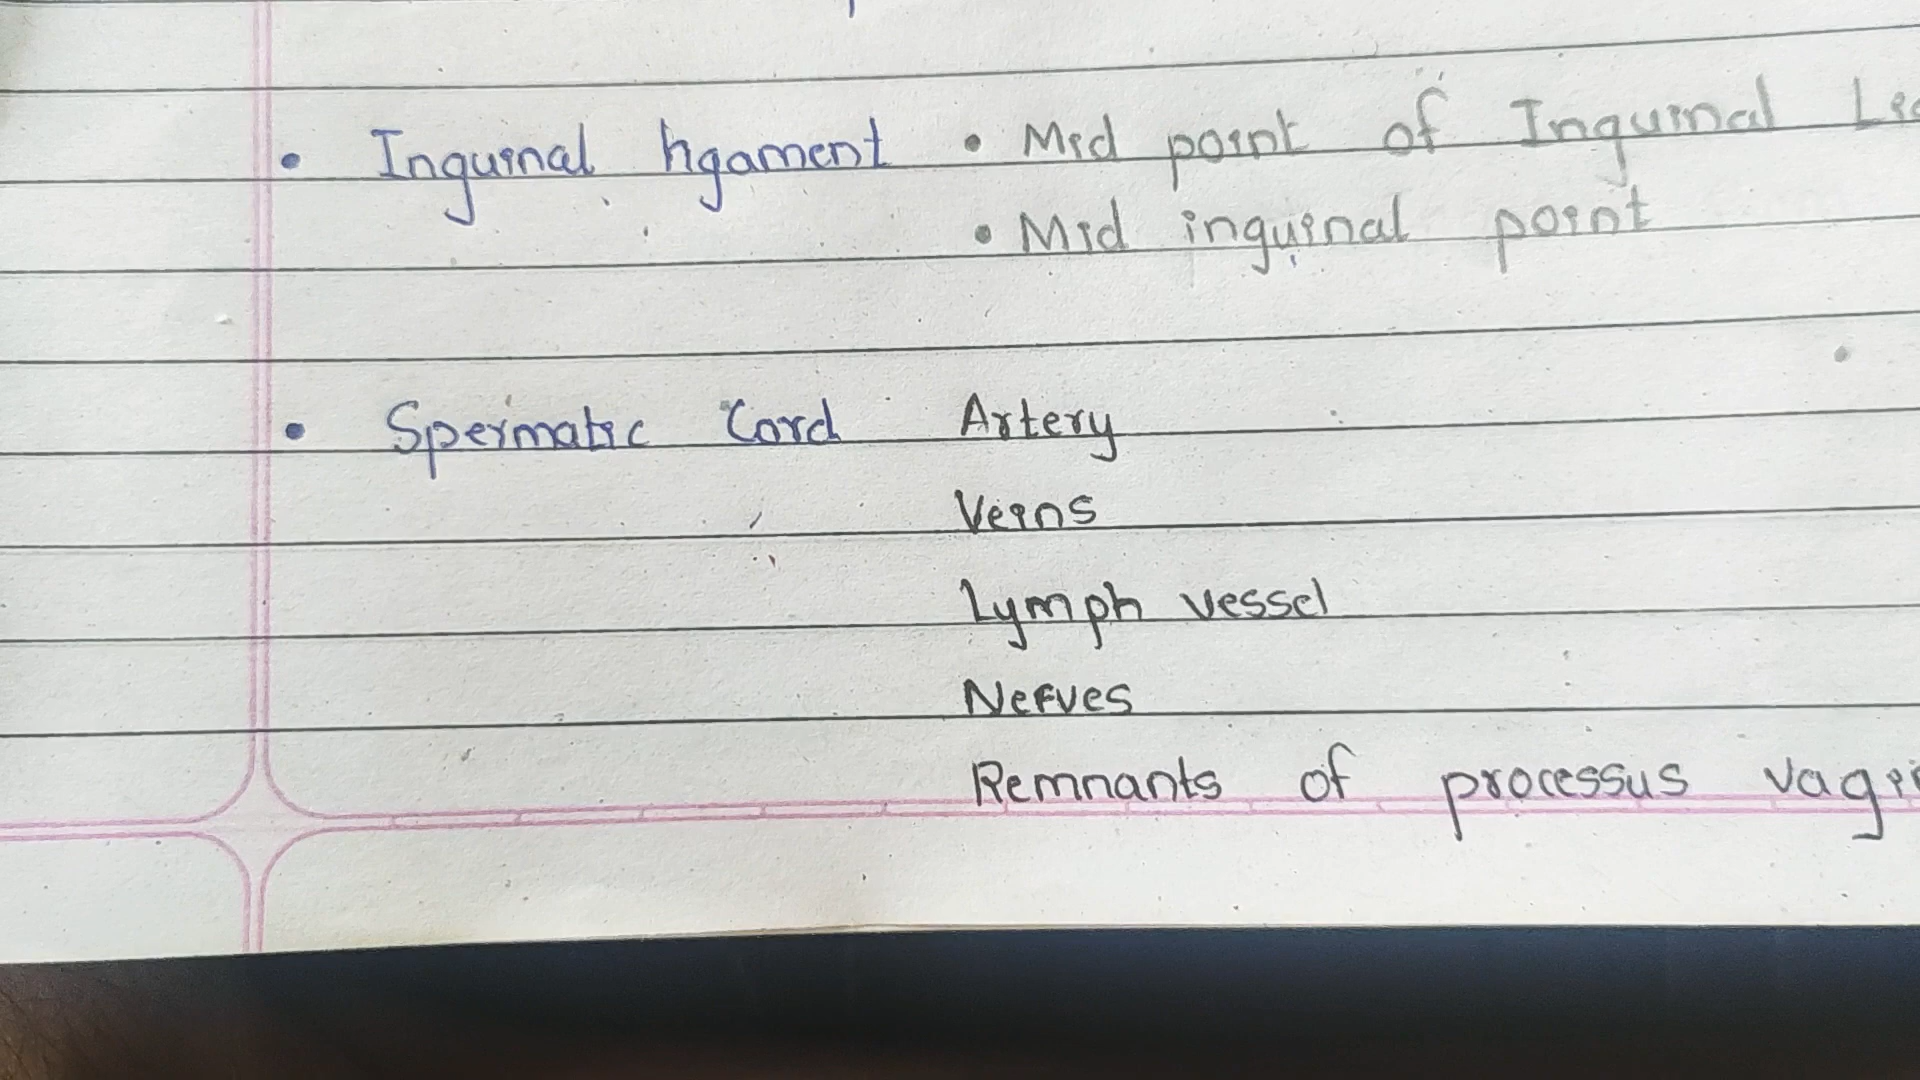 • Inguinal ligament • Mid point of Inguinal
• Mid inguinal point
• Spermatic Cord Artery
Veins
Lymph vessel
Nerves
Remnants of processus